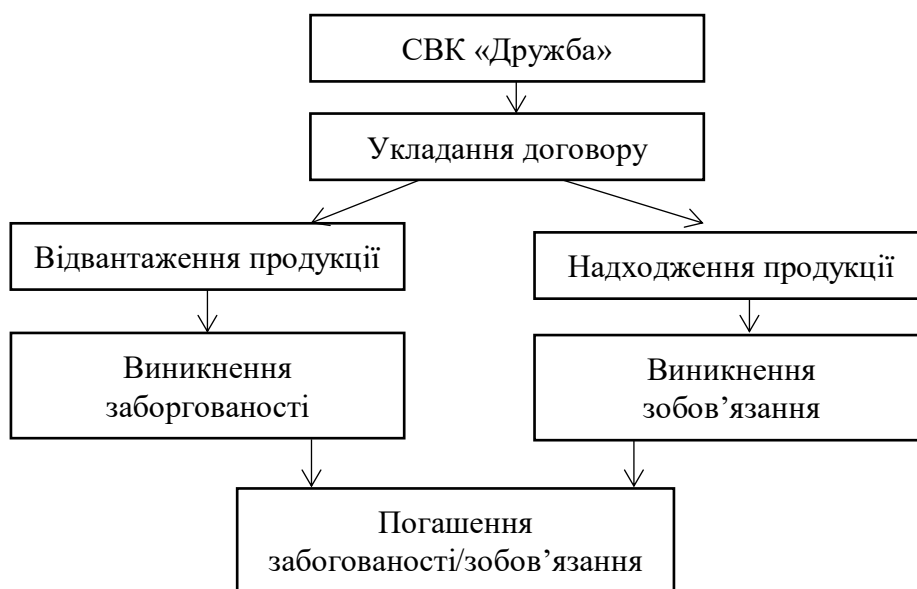 СВК «Дружба»
Укладання договору
Відвантаження продукції
Надходження продукції
Виникнення
заборгованості
Виникнення
зобов’язання
Погашення
забогованості/зобов’язання